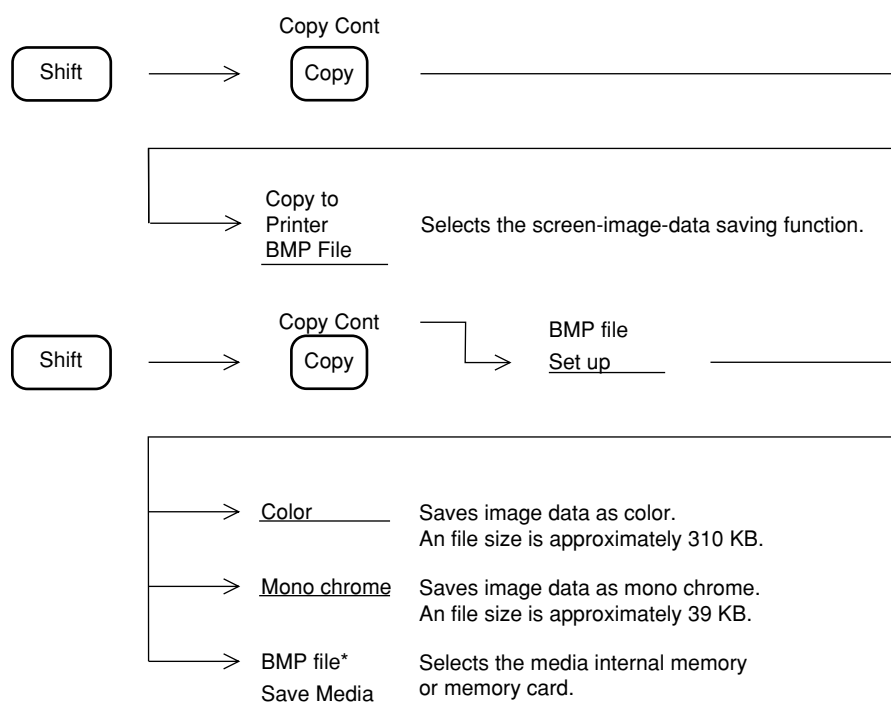 Copy Cont
Shift
Copy
Copy to
Printer
BMP File
Selects the screen-image-data saving function.
Copy Cont
Shift
Copy
BMP file
Set up
Color
Saves image data as color.
An file size is approximately 310 KB.
Mono chrome
Saves image data as mono chrome.
An file size is approximately 39 KB.
BMP file*
Save Media
Selects the media internal memory
or memory card.